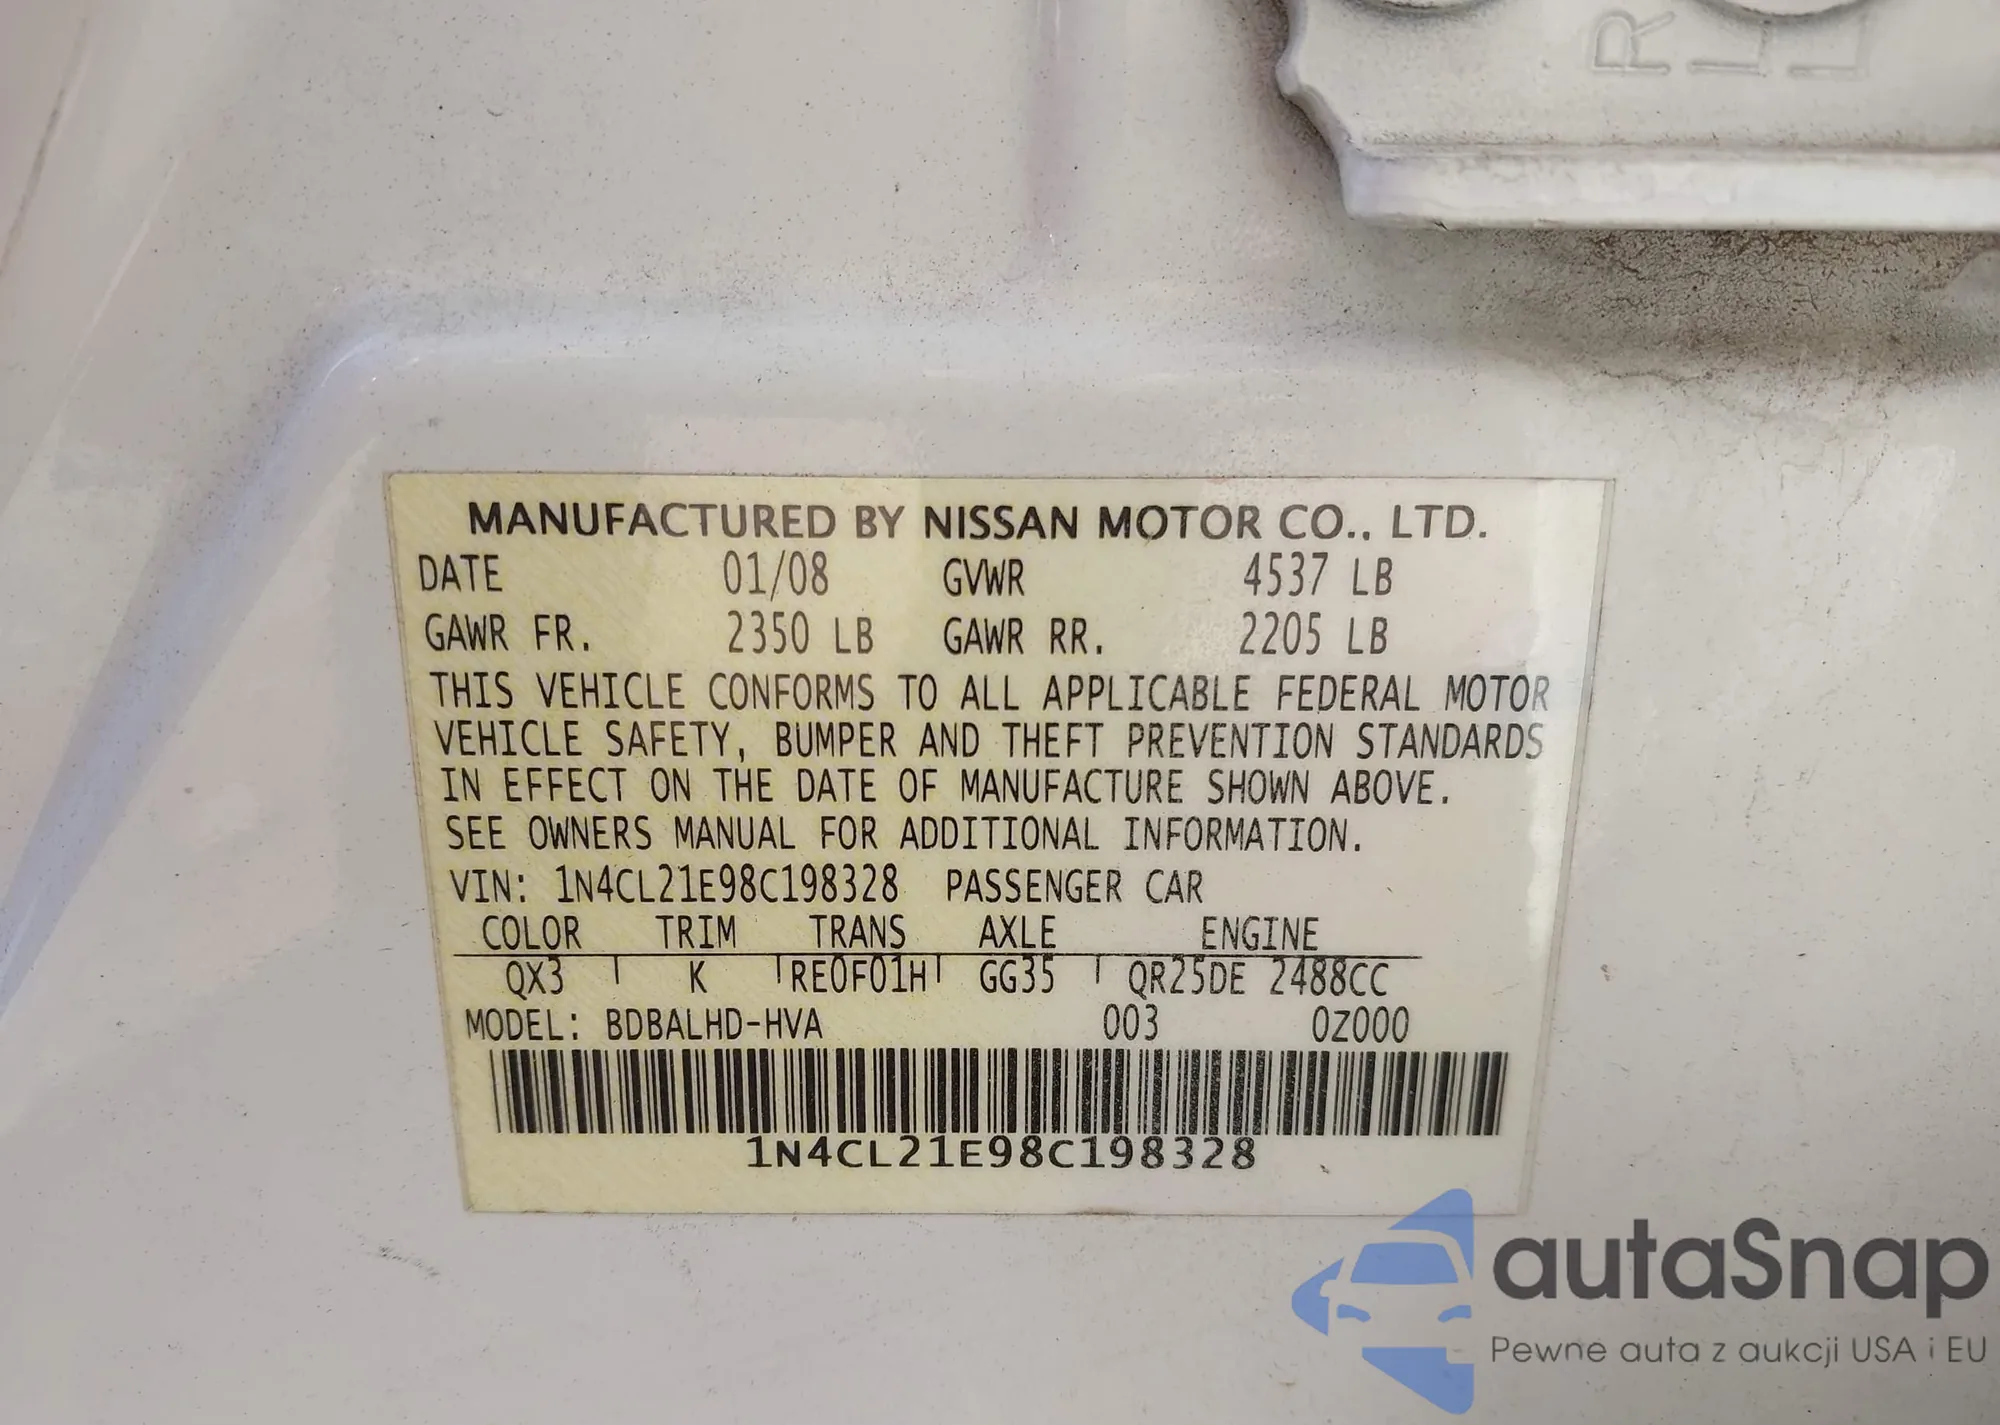 RLL
MANUFACTURED BY NISSAN MOTOR CO., LTD.
DATE 01/08 GVWR 4537 LB
GAWR FR. 2350 LB GAWR RR. 2205 LB
THIS VEHICLE CONFORMS TO ALL APPLICABLE FEDERAL MOTOR
VEHICLE SAFETY, BUMPER AND THEFT PREVENTION STANDARDS
IN EFFECT ON THE DATE OF MANUFACTURE SHOWN ABOVE.
SEE OWNERS MANUAL FOR ADDITIONAL INFORMATION.
VIN: 1N4CL21E98C198328 PASSENGER CAR
COLOR TRIM TRANS AXLE ENGINE
QX3 K RE0F01H GG35 QR25DE 2488CC
MODEL: BDBALHD-HVA 003 0Z000
1N4CL21E98C198328
autaSnap
Pewne auta z aukcji USA i EU